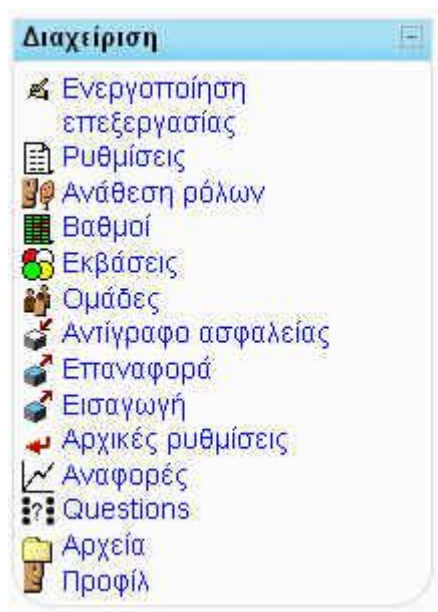 Διαχείριση
Ενεργοποίηση
επεξεργασίας
Ρυθμίσεις
Ανάθεση ρόλων
Βαθμοί
Εκβάσεις
Ομάδες
Αντίγραφο ασφαλείας
Επαναφορά
Εισαγωγή
Αρχικές ρυθμίσεις
Αναφορές
Questions
Αρχεία
Προφίλ